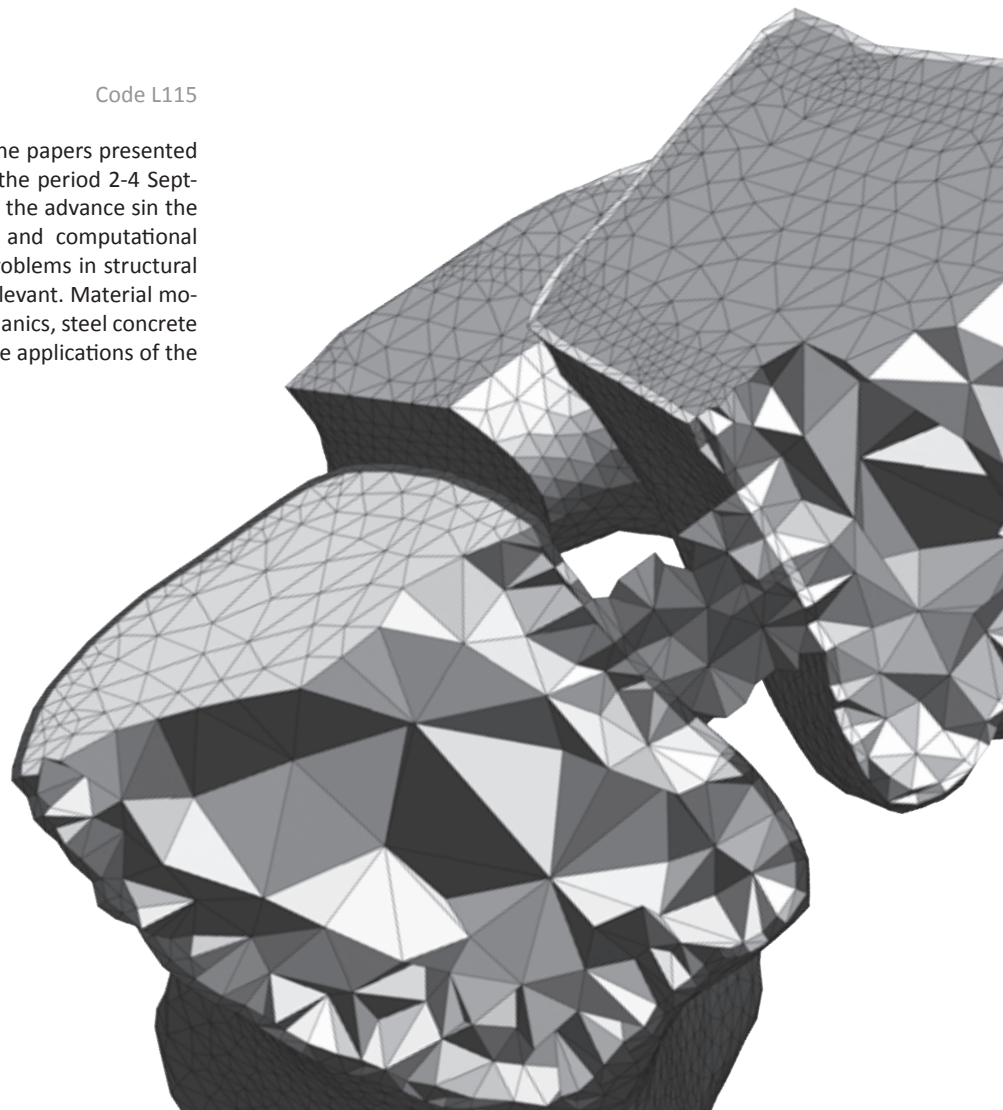 Code L115
he papers presented
the period 2-4 Sept-
the advance sin the
and computational
roblems in structural
levant. Material mo-
anics, steel concrete
e applications of the